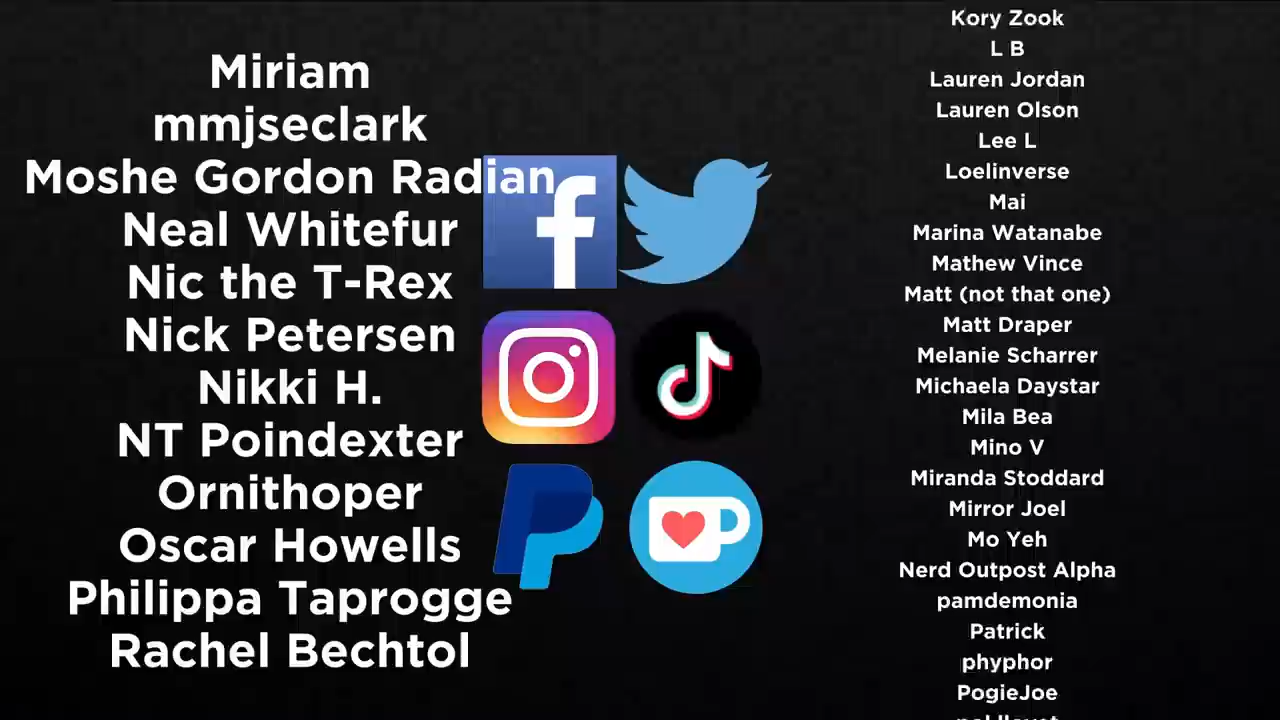 Miriam
mmjseclark
Moshe Gordon Radian
Neal Whitefur
Nic the T-Rex
Nick Petersen
Nikki H.
NT Poindexter
Ornithoper
Oscar Howells
Philippa Taprogge
Rachel Bechtol
Kory Zook
L B
Lauren Jordan
Lauren Olson
Lee L
Loelinverse
Mai
Marina Watanabe
Mathew Vince
Matt (not that one)
Matt Draper
Melanie Scharrer
Michaela Daystar
Mila Bea
Mino V
Miranda Stoddard
Mirror Joel
Mo Yeh
Nerd Outpost Alpha
pamdemonia
Patrick
phyphor
PogieJoe